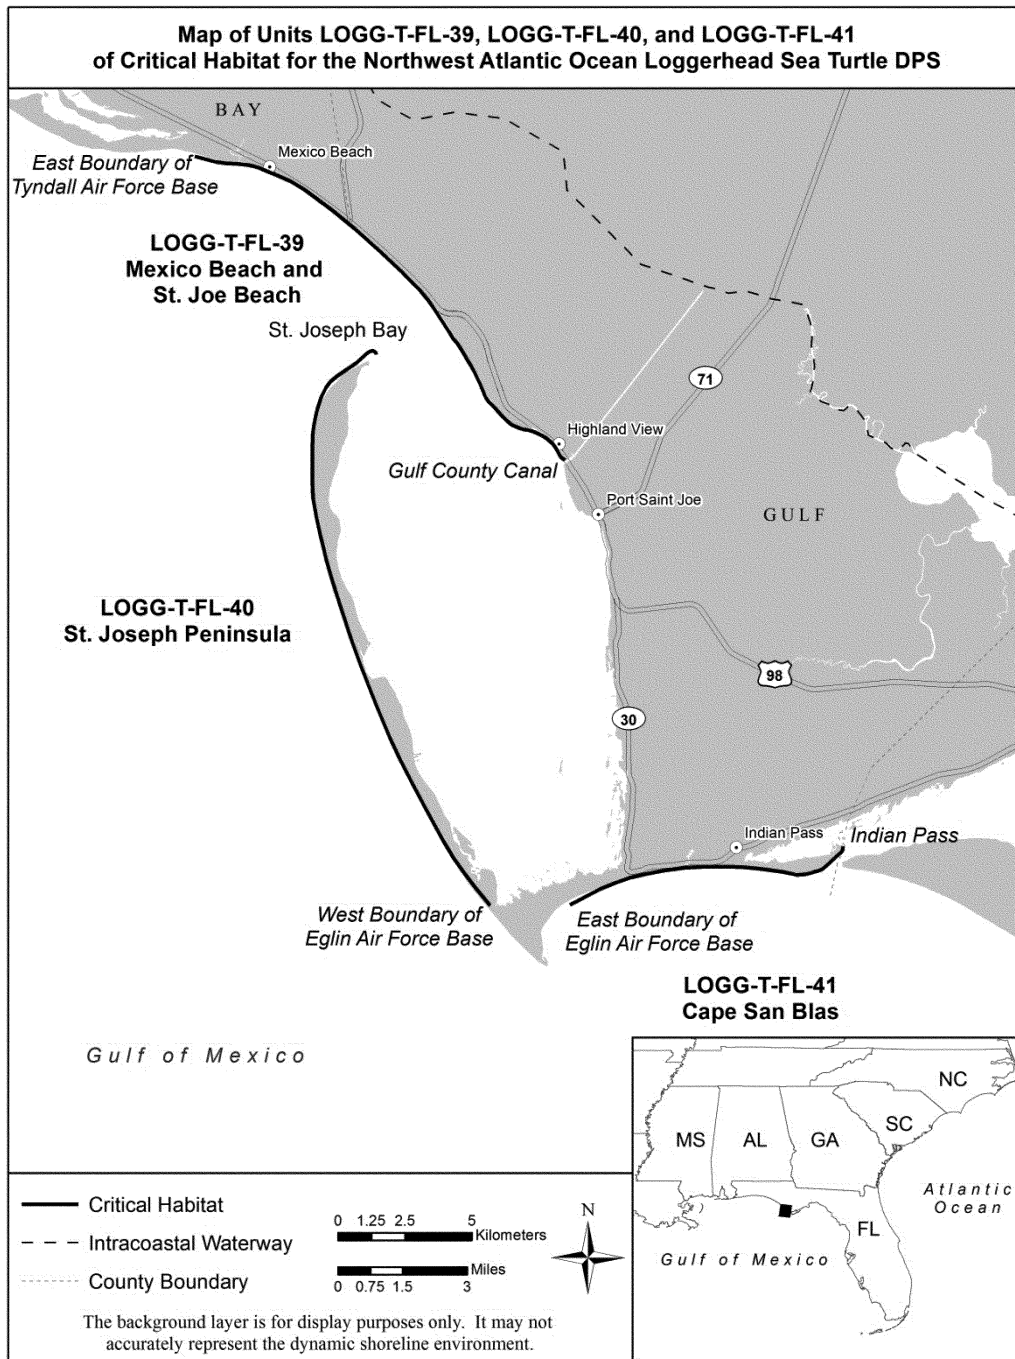 Map of Units LOGG-T-FL-39, LOGG-T-FL-40, and LOGG-T-FL-41
of Critical Habitat for the Northwest Atlantic Ocean Loggerhead Sea Turtle DPS
BAY
Mexico Beach
East Boundary of
Tyndall Air Force Base
LOGG-T-FL-39
Mexico Beach and
St. Joe Beach
St. Joseph Bay
71
Highland View
Gulf County Canal
Port Saint Joe
GULF
LOGG-T-FL-40
St. Joseph Peninsula
98
30
Indian Pass
Indian Pass
West Boundary of
Eglin Air Force Base
East Boundary of
Eglin Air Force Base
LOGG-T-FL-41
Cape San Blas
Gulf of Mexico
NC
SC
MS
AL
GA
Atlantic
Ocean
FL
Gulf of Mexico
Critical Habitat
Intracoastal Waterway
County Boundary
0 1.25 2.5 5
Kilometers
Miles
0 0.75 1.5 3
N
The background layer is for display purposes only. It may not
accurately represent the dynamic shoreline environment.